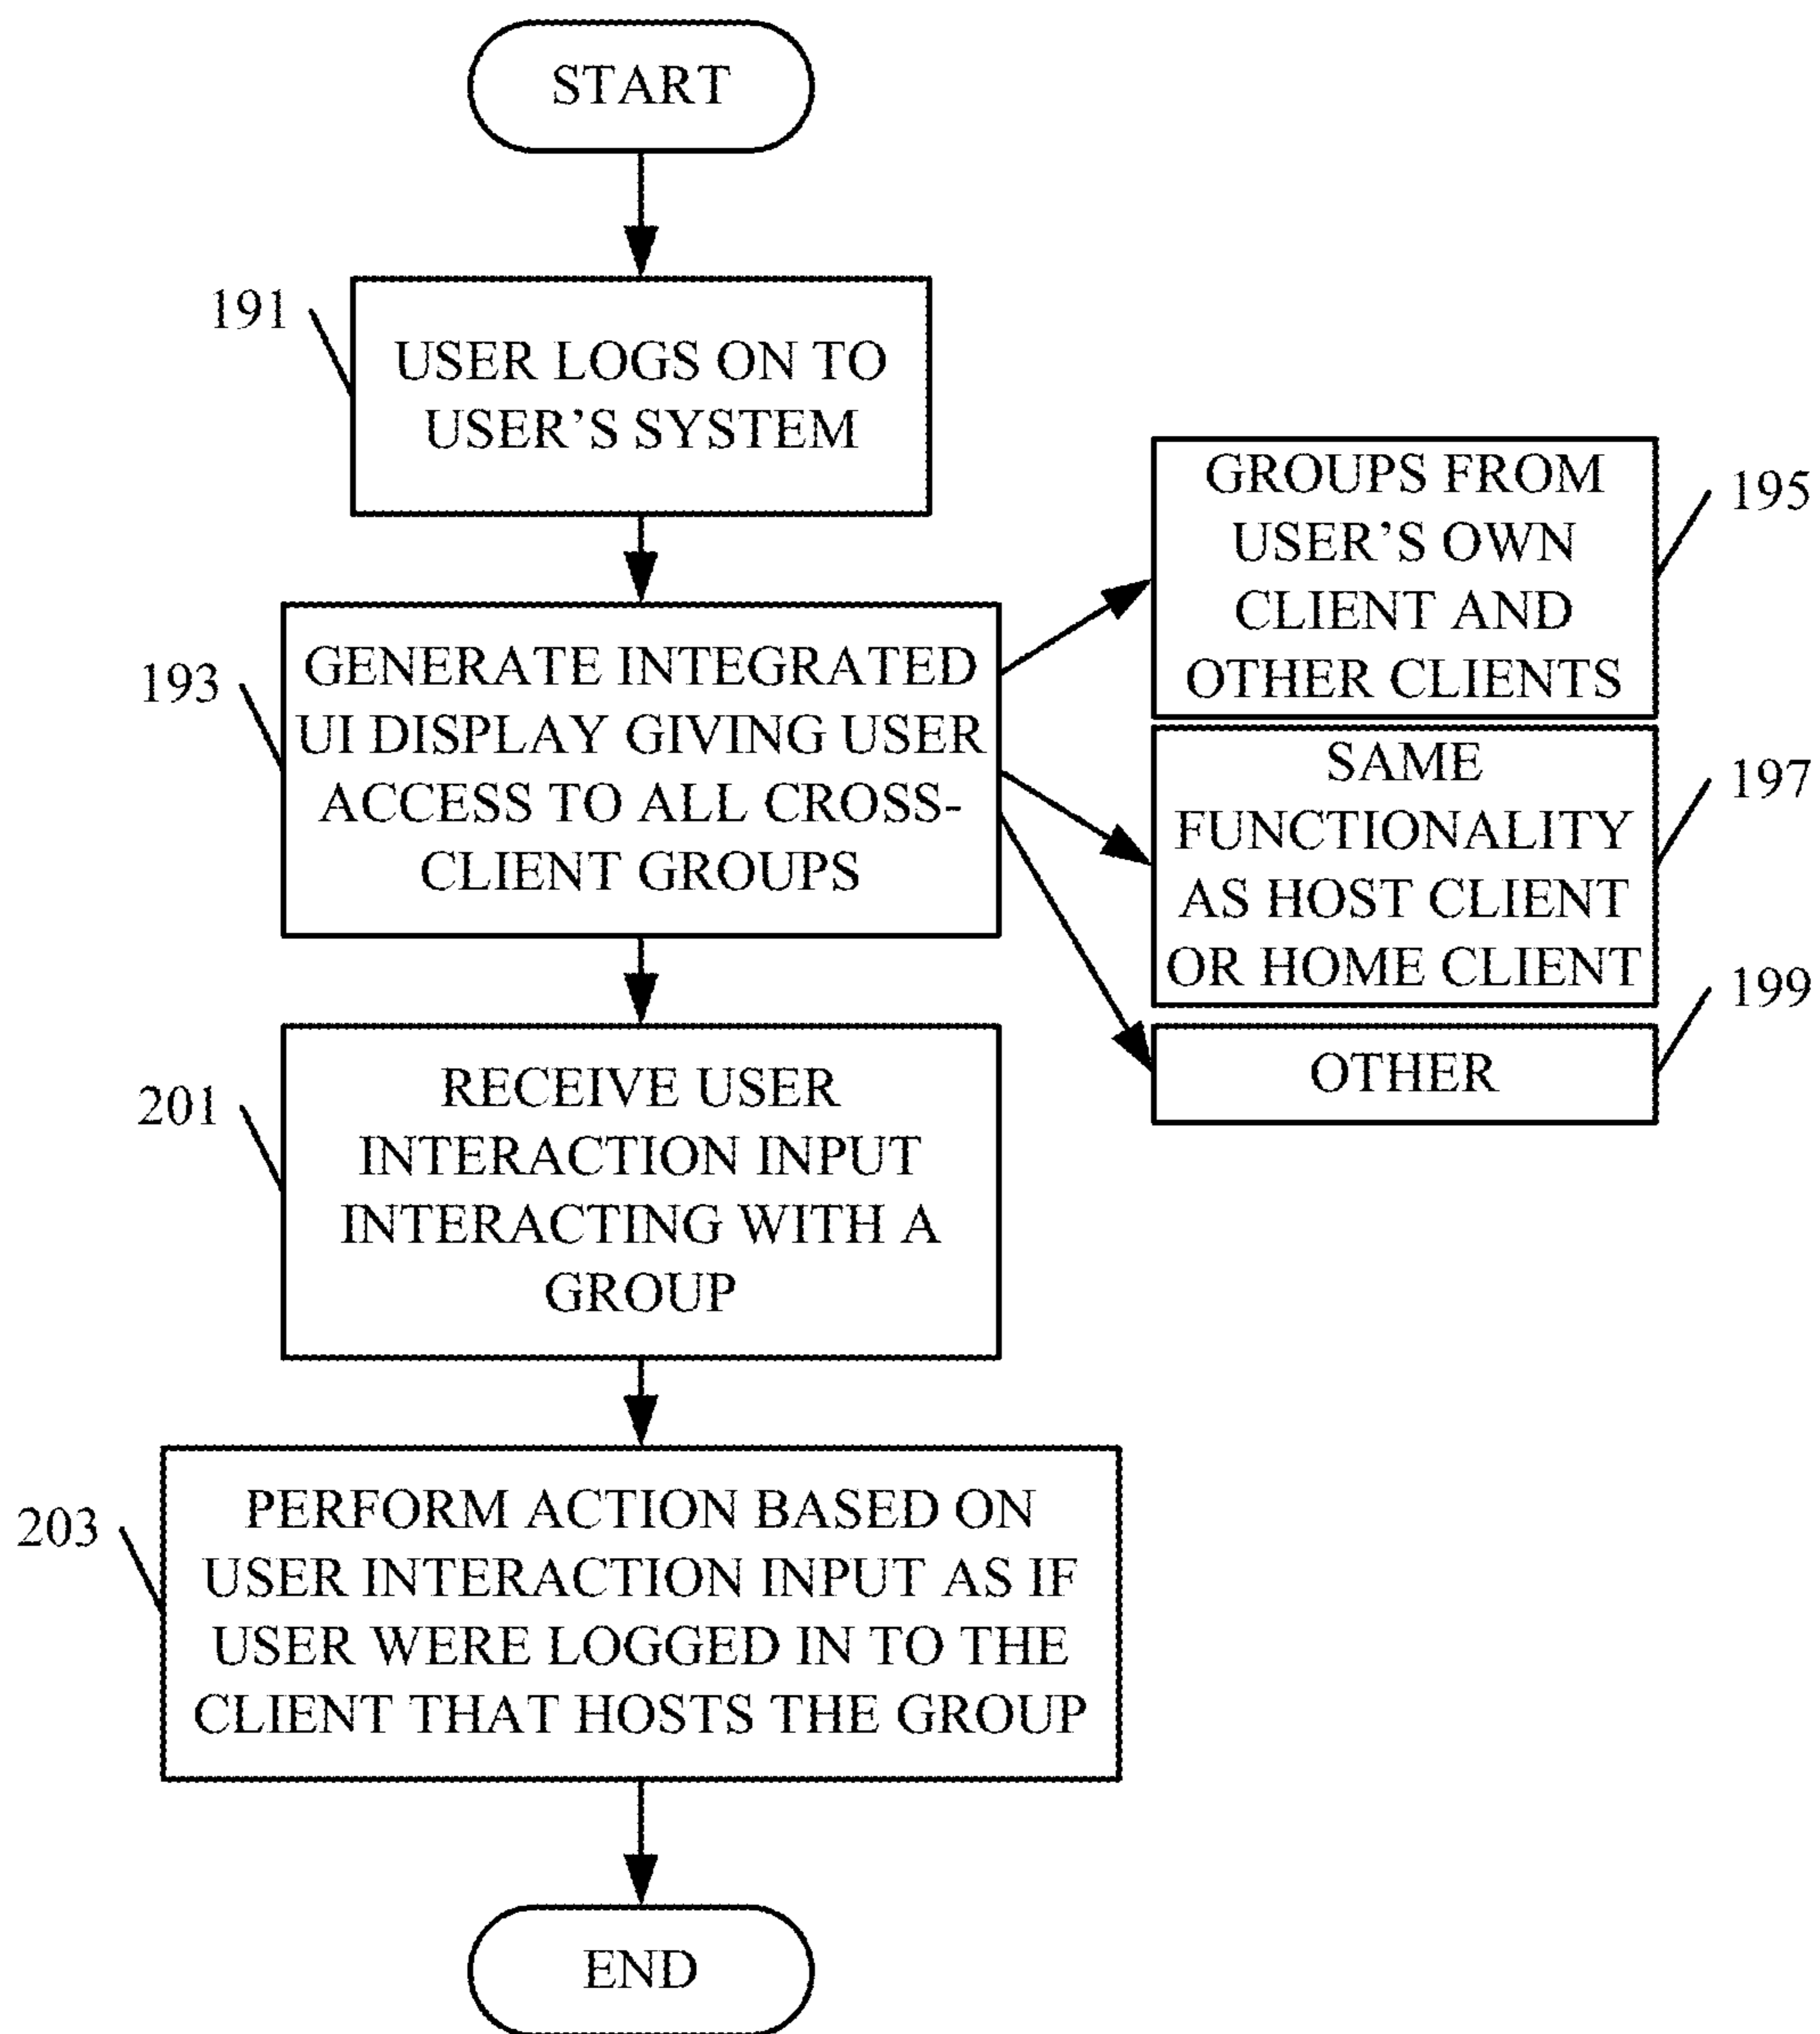 START
191
USER LOGS ON TO
USER’S SYSTEM
193
GENERATE INTEGRATED
UI DISPLAY GIVING USER
ACCESS TO ALL CROSS-
CLIENT GROUPS
GROUPS FROM
USER’S OWN
CLIENT AND
OTHER CLIENTS
195
SAME
FUNCTIONALITY
AS HOST CLIENT
OR HOME CLIENT
197
OTHER
199
201
RECEIVE USER
INTERACTION INPUT
INTERACTING WITH A
GROUP
203
PERFORM ACTION BASED ON
USER INTERACTION INPUT AS IF
USER WERE LOGGED IN TO THE
CLIENT THAT HOSTS THE GROUP
END